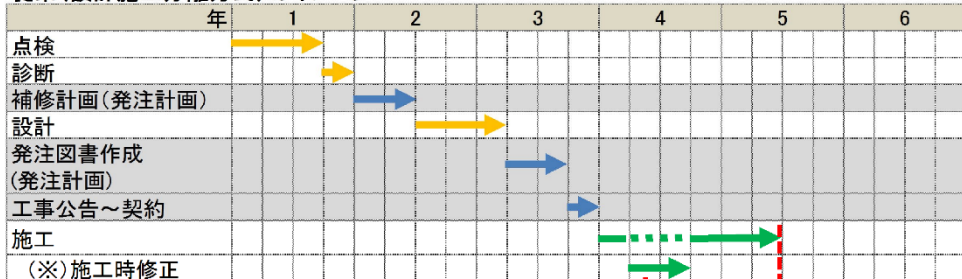 年 1 2 3 4 5 6
点検
診断
補修計画(発注計画)
設計
発注図書作成
(発注計画)
工事公告～契約
施工
(※)施工時修正